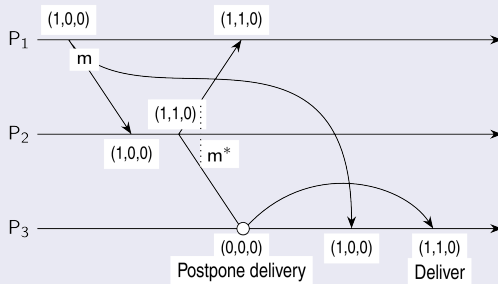 (1,0,0)
(1,1,0)
P1
m
(1,1,0)
P2
(1,0,0)
m*
P3
(0,0,0)
(1,0,0)
(1,1,0)
Postpone delivery
Deliver